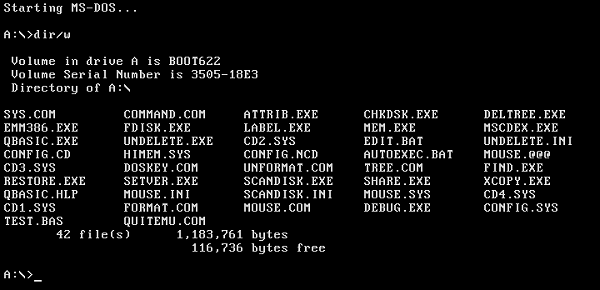 Starting MS-DOS...
A:\>dir/w
Volume in drive A is BOOT622
Volume Serial Number is 3505-18E3
Directory of A:\
SYS.COM COMMAND.COM ATTRIB.EXE CHKDSK.EXE DELTREE.EXE
EMM386.EXE FDISK.EXE LABEL.EXE MEM.EXE MSCDEX.EXE
QBASIC.EXE UNDELETE.EXE CD2.SYS EDIT.BAT UNDELETE.INI
CONFIG.CD HIMEM.SYS CONFIG.NCD AUTOEXEC.BAT MOUSE.@@@
CD3.SYS DOSKEY.COM UNFORMAT.COM TREE.COM FIND.EXE
RESTORE.EXE SETVER.EXE SCANDISK.EXE SHARE.EXE XCOPY.EXE
QBASIC.HLP MOUSE.INI SCANDISK.INI MOUSE.SYS CD4.SYS
CD1.SYS FORMAT.COM MOUSE.COM DEBUG.EXE CONFIG.SYS
TEST.BAS QUITEMU.COM
42 file(s) 1,183,761 bytes
116,736 bytes free
A:\>_